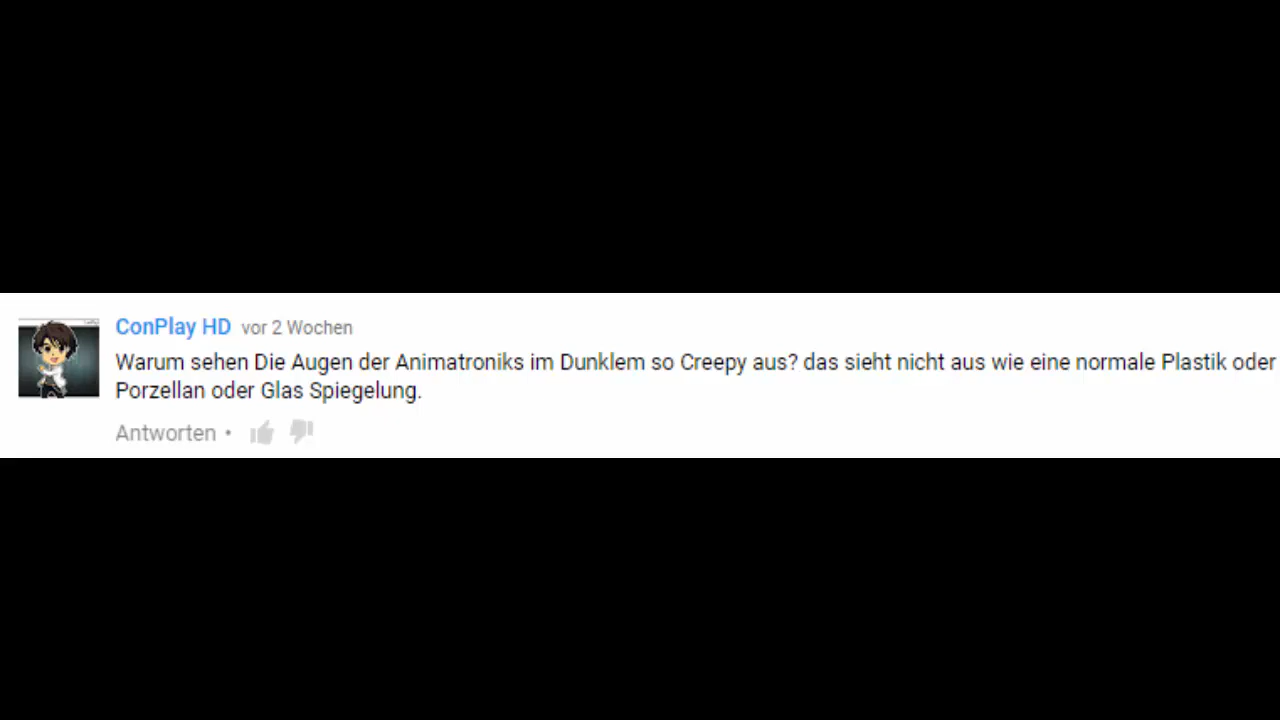 ConPlay HD vor 2 Wochen
Warum sehen Die Augen der Animatroniks im Dunklem so Creepy aus? das sieht nicht aus wie eine normale Plastik oder
Porzellan oder Glas Spiegelung.
Antworten •